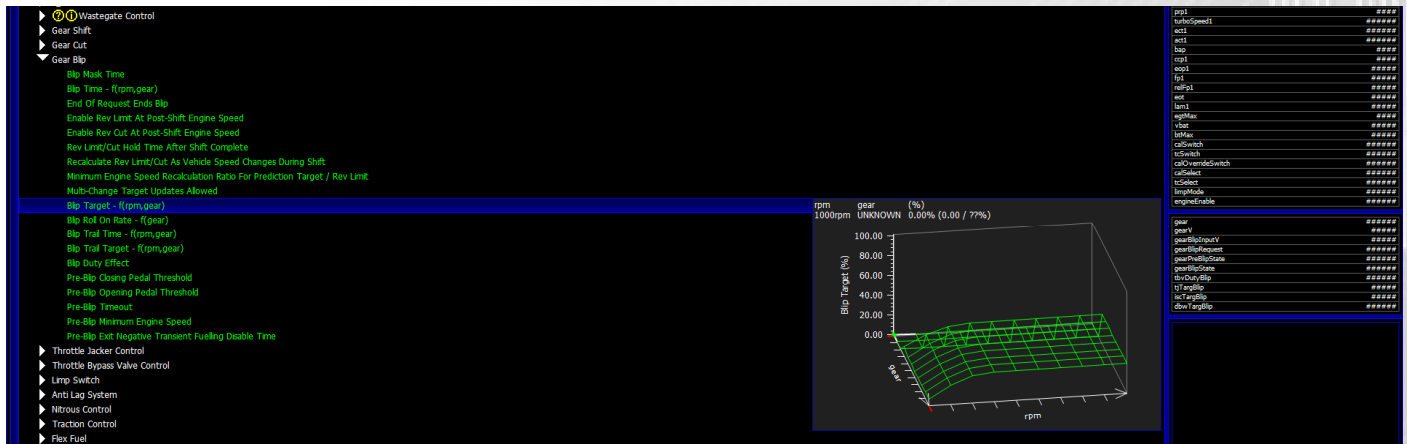 Wastegate Control
Gear Shift
Gear Cut
Gear Blip
Blip Mask Time
Blip Time - f(rpm,gear)
End Of Request Ends Blip
Enable Rev Limit At Post-Shift Engine Speed
Enable Rev Cut At Post-Shift Engine Speed
Rev Limit/Cut Hold Time After Shift Complete
Recalculate Rev Limit/Cut As Vehicle Speed Changes During Shift
Minimum Engine Speed Recalculation Ratio For Prediction Target / Rev Limit
Multi-Change Target Updates Allowed
Blip Target - f(rpm,gear)
Blip Roll On Rate - f(gear)
Blip Trail Time - f(rpm,gear)
Blip Trail Target - f(rpm,gear)
Blip Duty Effect
Pre-Blip Closing Pedal Threshold
Pre-Blip Opening Pedal Threshold
Pre-Blip Timeout
Pre-Blip Minimum Engine Speed
Pre-Blip Exit Negative Transient Fuelling Disable Time
Throttle Jacker Control
Throttle Bypass Valve Control
Limp Switch
Anti Lag System
Nitrous Control
Traction Control
Flex Fuel
rpm gear (%)
1000rpm UNKNOWN 0.00% (0.00 / ??%)
100.00
80.00
60.00
40.00
20.00
0.00
Blip Target (%)
gear
rpm
prp1 ####
turboSpeed1 ######
ect1 ######
act1 ######
bap ####
ccp1 ####
eop1 #####
fp1 #####
relFp1 #####
eot ######
lam1 ######
egtMax ######
vbat ######
btMax ######
calSwitch ######
tcSwitch ######
calOverrideSwitch ######
calSelect ######
tcSelect ######
limpMode ######
engineEnable ######
gear ######
gearV ######
gearBlipInputV #####
gearBlipRequest ######
gearPreBlipState ######
gearBlipState ######
tbvDutyBlip ######
tjTargBlip #####
iscTargBlip ######
dbwTargBlip ######